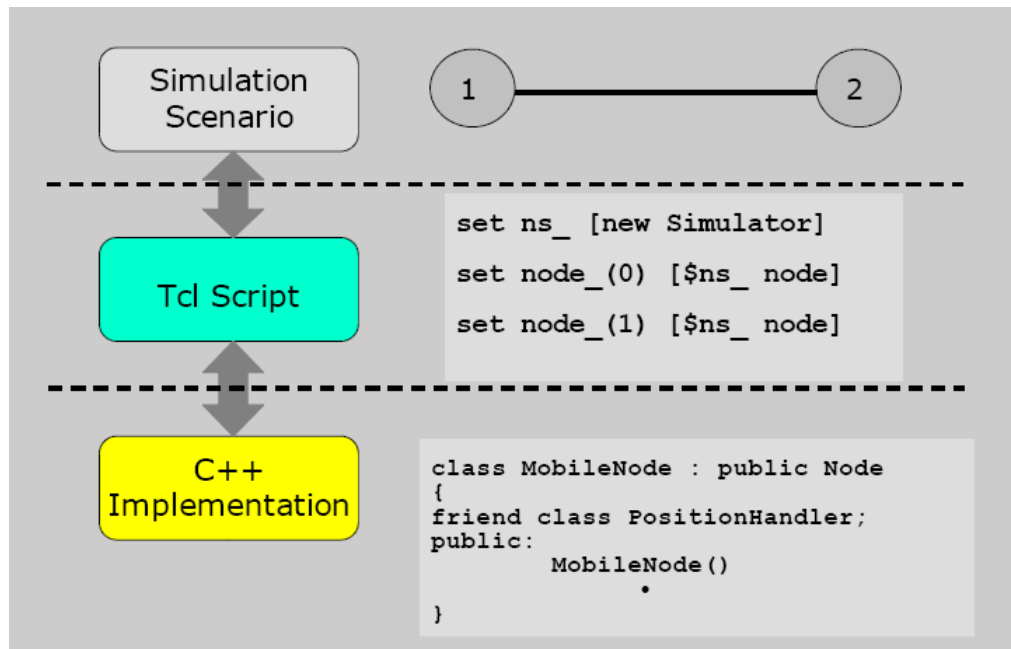 Simulation
Scenario
1
2
Tcl Script
set ns_ [new Simulator]
set node_(0) [$ns_ node]
set node_(1) [$ns_ node]
C++
Implementation
class MobileNode : public Node
{
friend class PositionHandler;
public:
MobileNode()
•
}